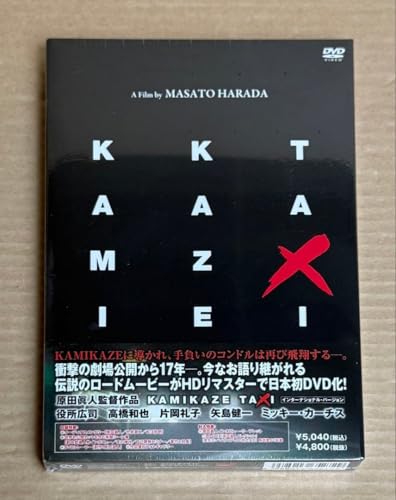 DVD
VIDEO
A Film by MASATO HARADA
K K T
A A A
M Z X
I E I
KAMIKAZEに導かれ、手負いのコンドルは再び飛翔する—。
衝撃の劇場公開から17年—。今なお語り継がれる
伝説のロードムービーがHDリマスターで日本初DVD化!
原田眞人監督作品 KAMIKAZE TAXI インターナショナル・バージョン
役所広司 高橋和也 片岡礼子 矢島健一 ミッキー・カーチス
¥5,040(税込)
¥4,800(税抜)